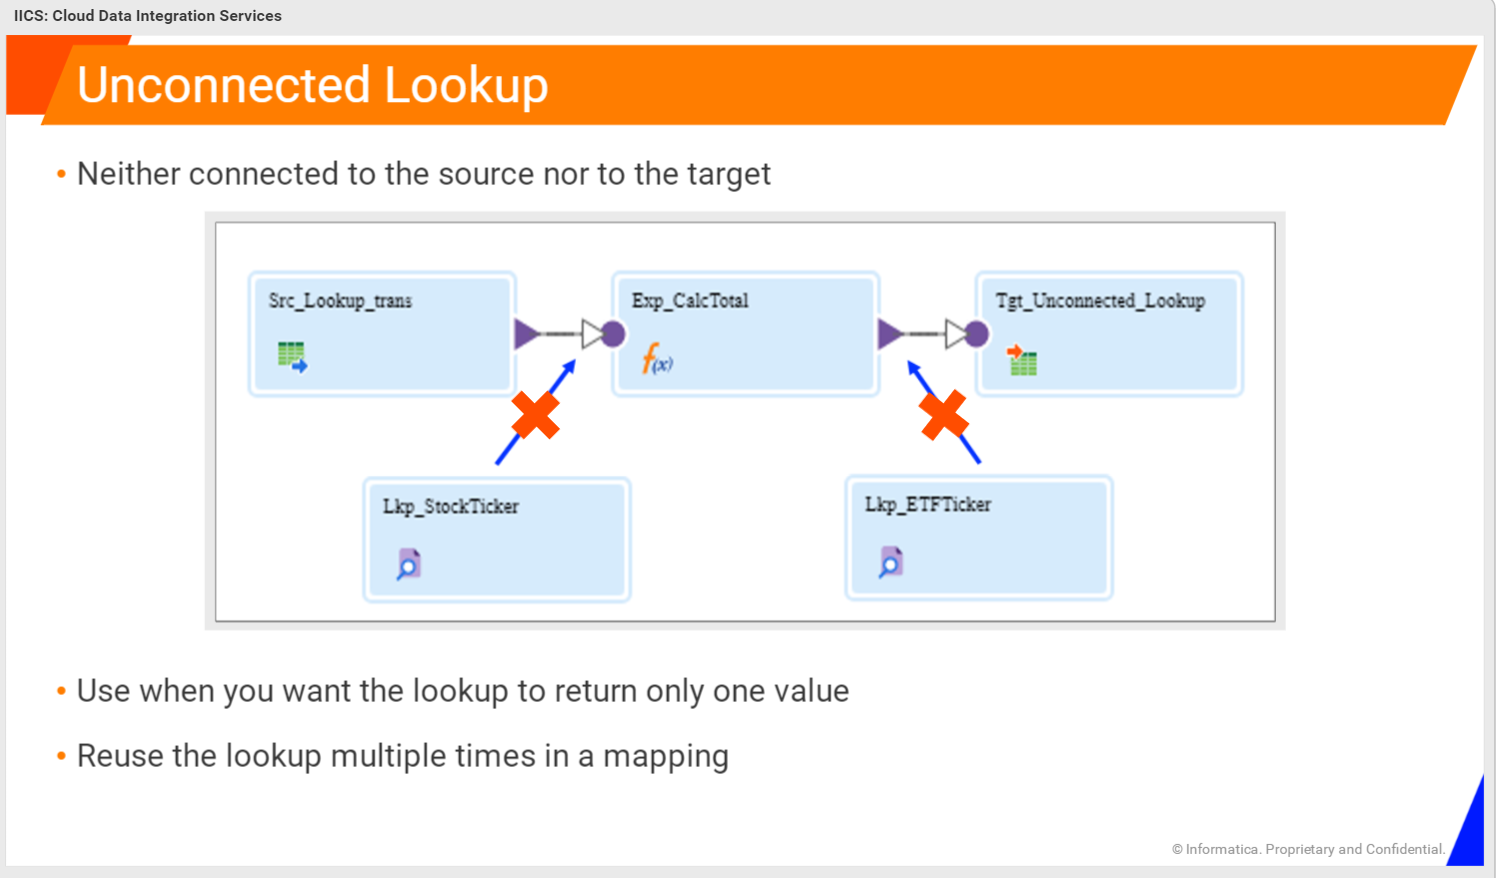 IICS: Cloud Data Integration Services
Unconnected Lookup
• Neither connected to the source nor to the target
Src_Lookup_trans
Exp_CalcTotal
Tgt_Unconnected_Lookup
f(x)
Lkp_StockTicker
Lkp_ETFTicker
• Use when you want the lookup to return only one value
• Reuse the lookup multiple times in a mapping
© Informatica. Proprietary and Confidential.